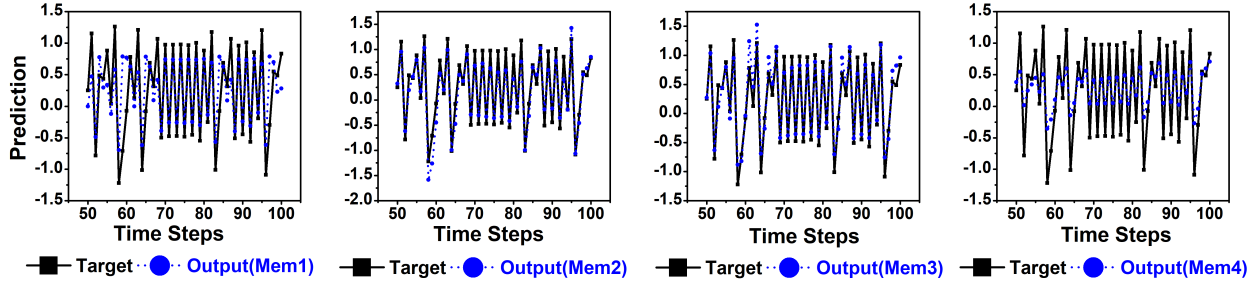 Prediction
1.5
1.0
0.5
0.0
-0.5
-1.0
-1.5
50 60 70 80 90 100
Time Steps
Target Output(Mem1)
1.5
1.0
0.5
0.0
-0.5
-1.0
-1.5
-2.0
50 60 70 80 90 100
Time Steps
Target Output(Mem2)
1.5
1.0
0.5
0.0
-0.5
-1.0
-1.5
50 60 70 80 90 100
Time Steps
Target Output(Mem3)
1.5
1.0
0.5
0.0
-0.5
-1.0
-1.5
50 60 70 80 90 100
Time Steps
Target Output(Mem4)